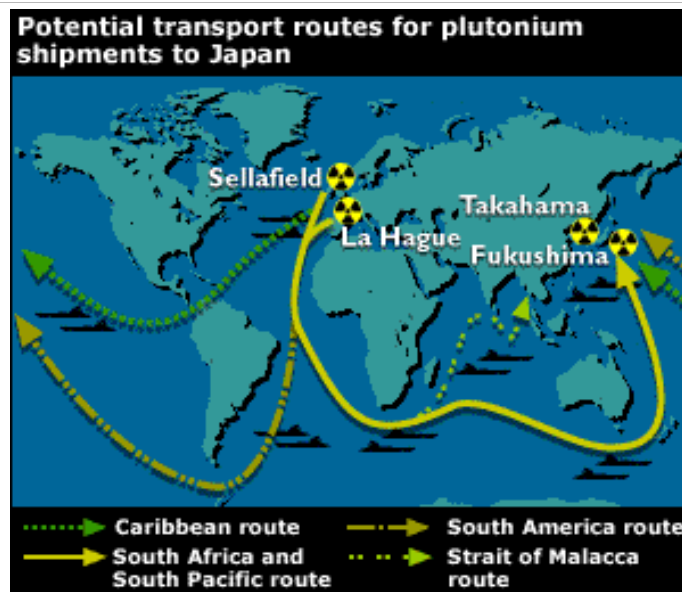 Potential transport routes for plutonium
shipments to Japan
Sellafield
La Hague
Takahama
Fukushima
Caribbean route
South America route
South Africa and
South Pacific route
Strait of Malacca
route